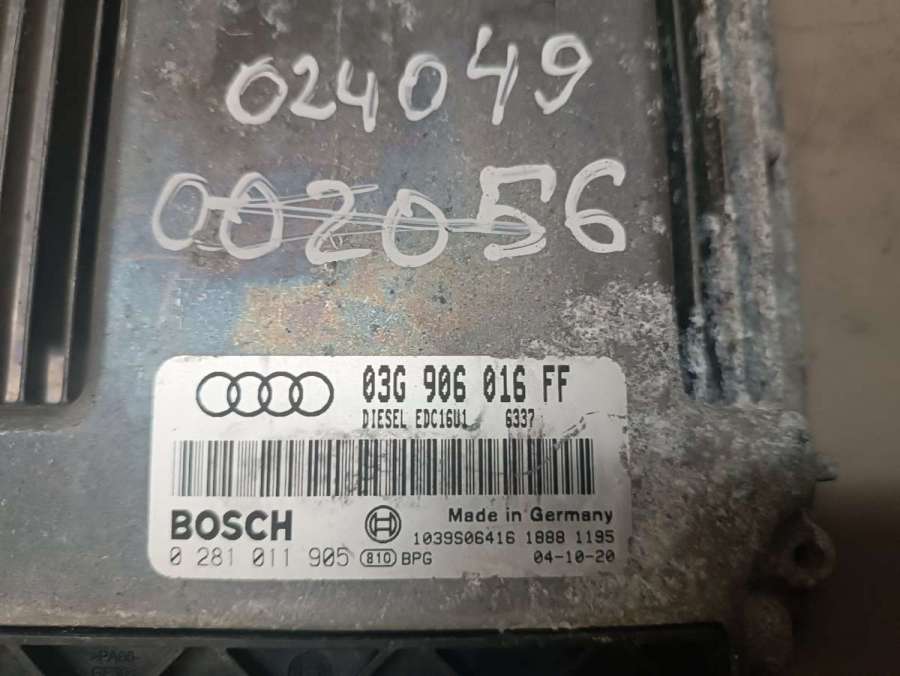 024049
002056
03G 906 016 FF
DIESEL EDC16U1 6337
BOSCH
Made in Germany
1039S06416 1888 1195
0 281 011 905 810 BPG 04-10-20
>PA66-